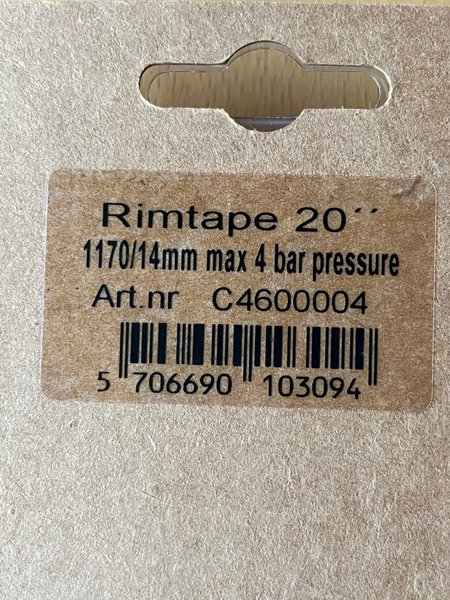 Rimtape 20´´
1170/14mm max 4 bar pressure
Art.nr C4600004
5 706690 103094